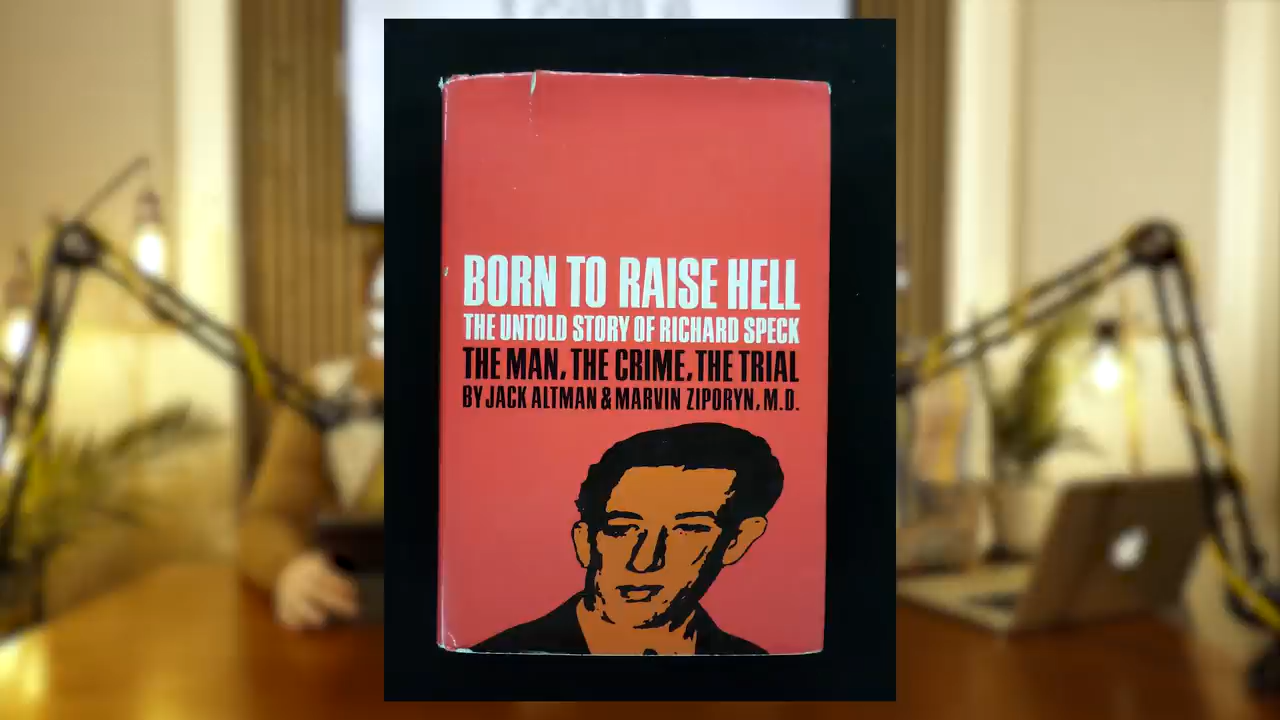 BORN TO RAISE HELL
THE UNTOLD STORY OF RICHARD SPECK
THE MAN, THE CRIME, THE TRIAL
BY JACK ALTMAN & MARVIN ZIPORYN, M.D.